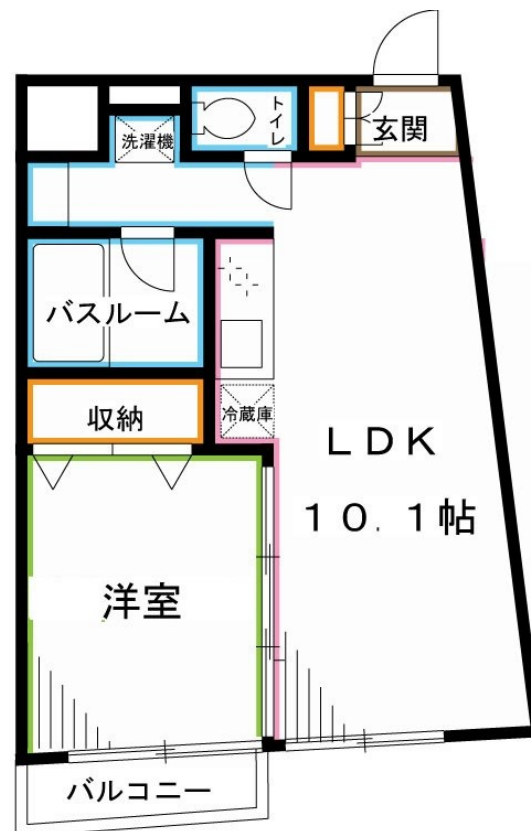 トイレ
洗濯機
玄関
バスルーム
収納
冷蔵庫
LDK
10.1帖
洋室
バルコニー